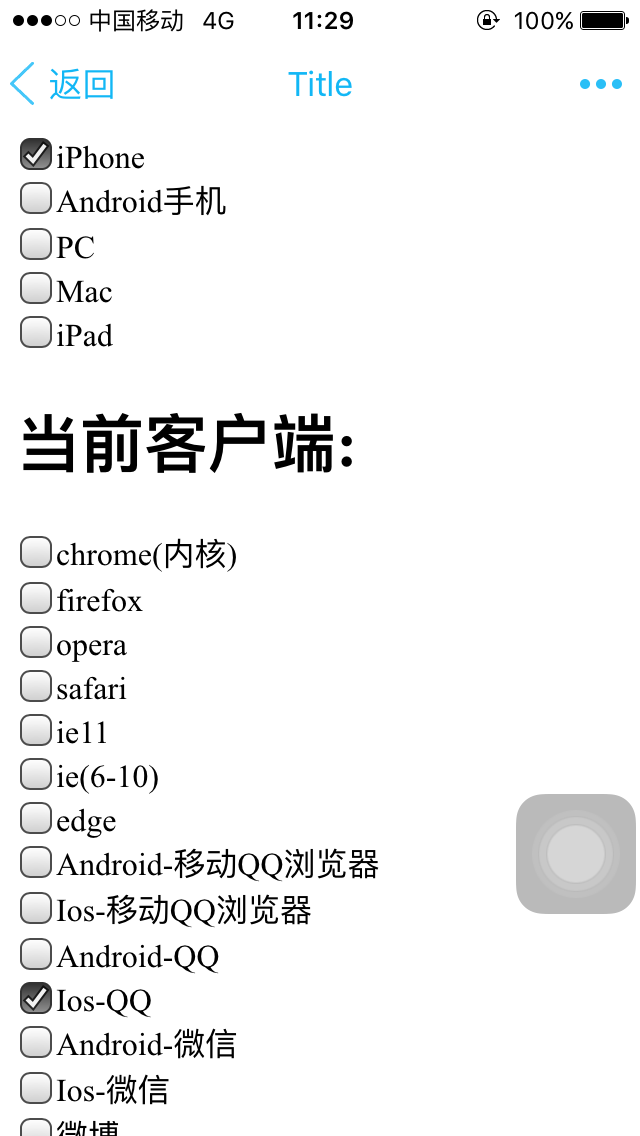 中国移动 4G 11:29 100%
返回 Title
iPhone
Android手机
PC
Mac
iPad
当前客户端:
chrome(内核)
firefox
opera
safari
ie11
ie(6-10)
edge
Android-移动QQ浏览器
Ios-移动QQ浏览器
Android-QQ
Ios-QQ
Android-微信
Ios-微信
微博